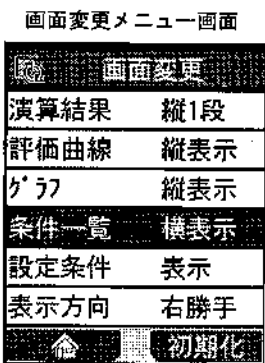 画面変更メニュー画面
画面変更
演算結果 縦1段
評価曲線 縦表示
グラフ 縦表示
条件一覧 横表示
設定条件 表示
表示方向 右勝手
初期化